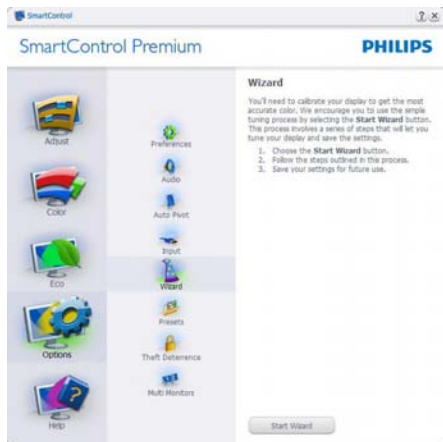 SmartControl
? X
SmartControl Premium
PHILIPS
Adjust
Color
Eco
Options
Help
Preferences
Audio
Auto Pivot
Input
Wizard
Presets
Theft Deterrence
Multi Monitors
Wizard
You'll need to calibrate your display to get the most
accurate color. We encourage you to use the simple
tuning process by selecting the Start Wizard button.
This process involves a series of steps that will let you
tune your display and save the settings.
1. Choose the Start Wizard button.
2. Follow the steps outlined in the process.
3. Save your settings for future use.
Start Wizard